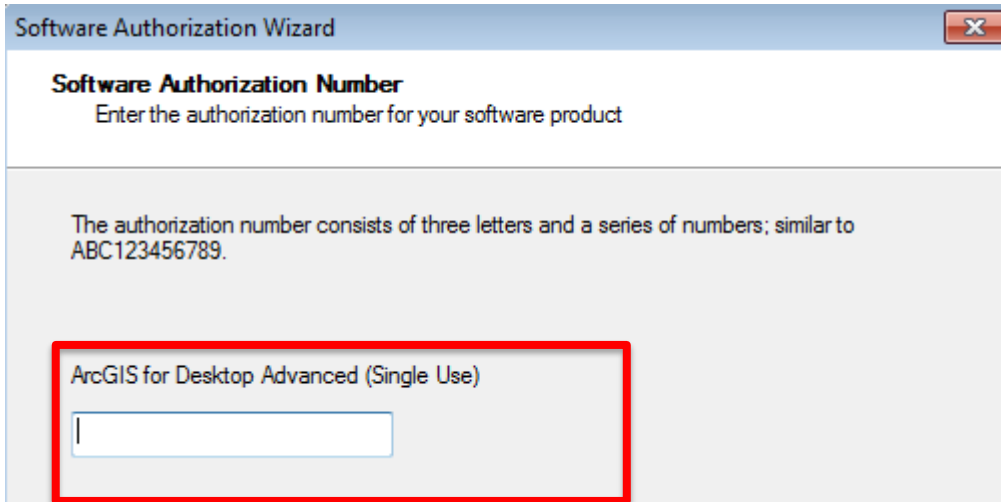 Software Authorization Wizard
Software Authorization Number
Enter the authorization number for your software product
The authorization number consists of three letters and a series of numbers; similar to
ABC123456789.
ArcGIS for Desktop Advanced (Single Use)